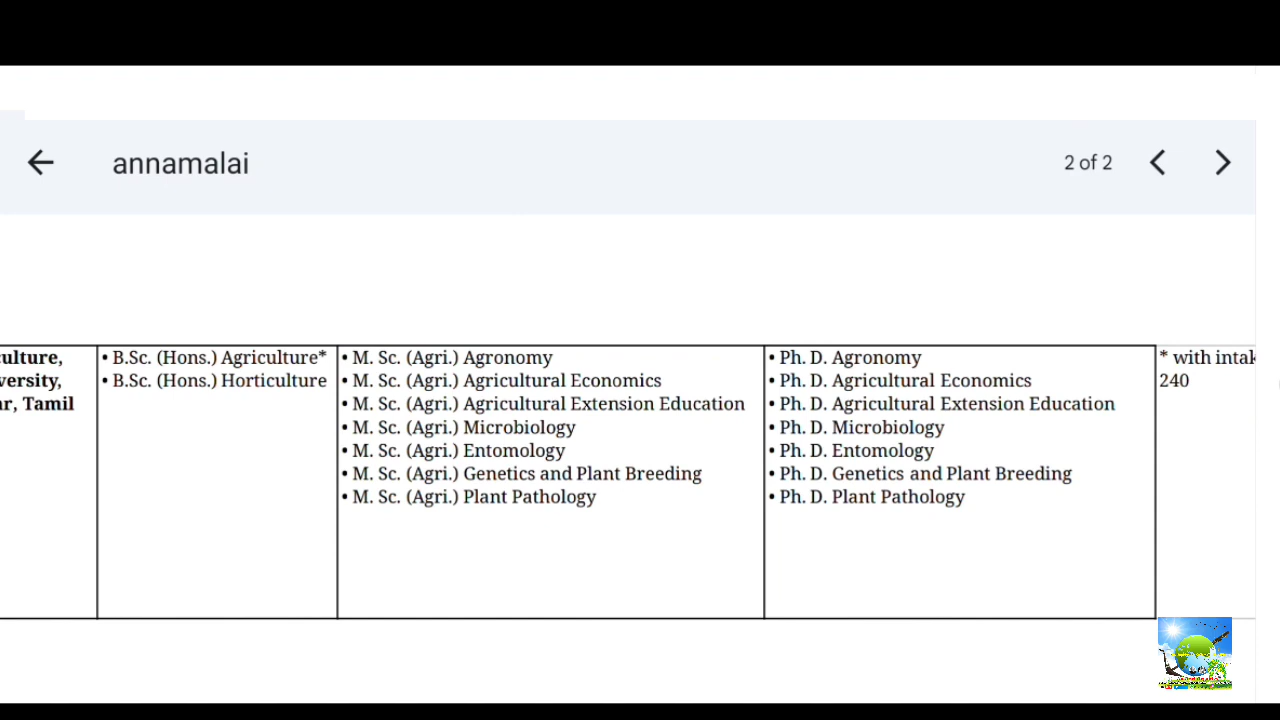 annamalai
2 of 2
culture,
versity,
ar, Tamil
• B.Sc. (Hons.) Agriculture*
• B.Sc. (Hons.) Horticulture
• M. Sc. (Agri.) Agronomy
• M. Sc. (Agri.) Agricultural Economics
• M. Sc. (Agri.) Agricultural Extension Education
• M. Sc. (Agri.) Microbiology
• M. Sc. (Agri.) Entomology
• M. Sc. (Agri.) Genetics and Plant Breeding
• M. Sc. (Agri.) Plant Pathology
• Ph. D. Agronomy
• Ph. D. Agricultural Economics
• Ph. D. Agricultural Extension Education
• Ph. D. Microbiology
• Ph. D. Entomology
• Ph. D. Genetics and Plant Breeding
• Ph. D. Plant Pathology
* with intak
240